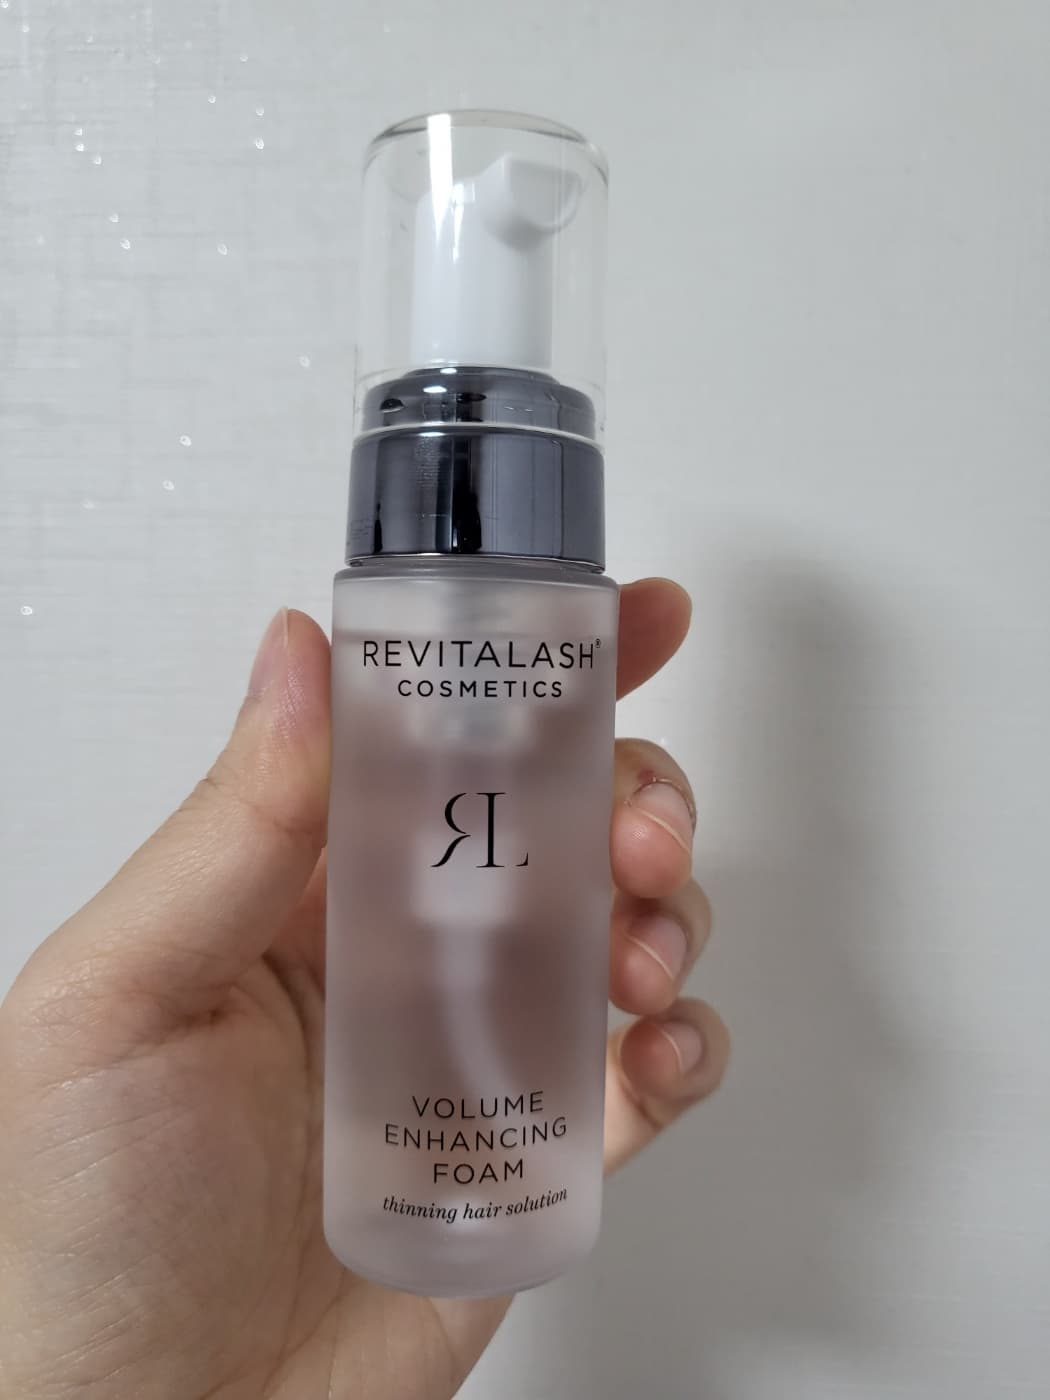 REVITALASH®
COSMETICS
RL
VOLUME
ENHANCING
FOAM
thinning hair solution